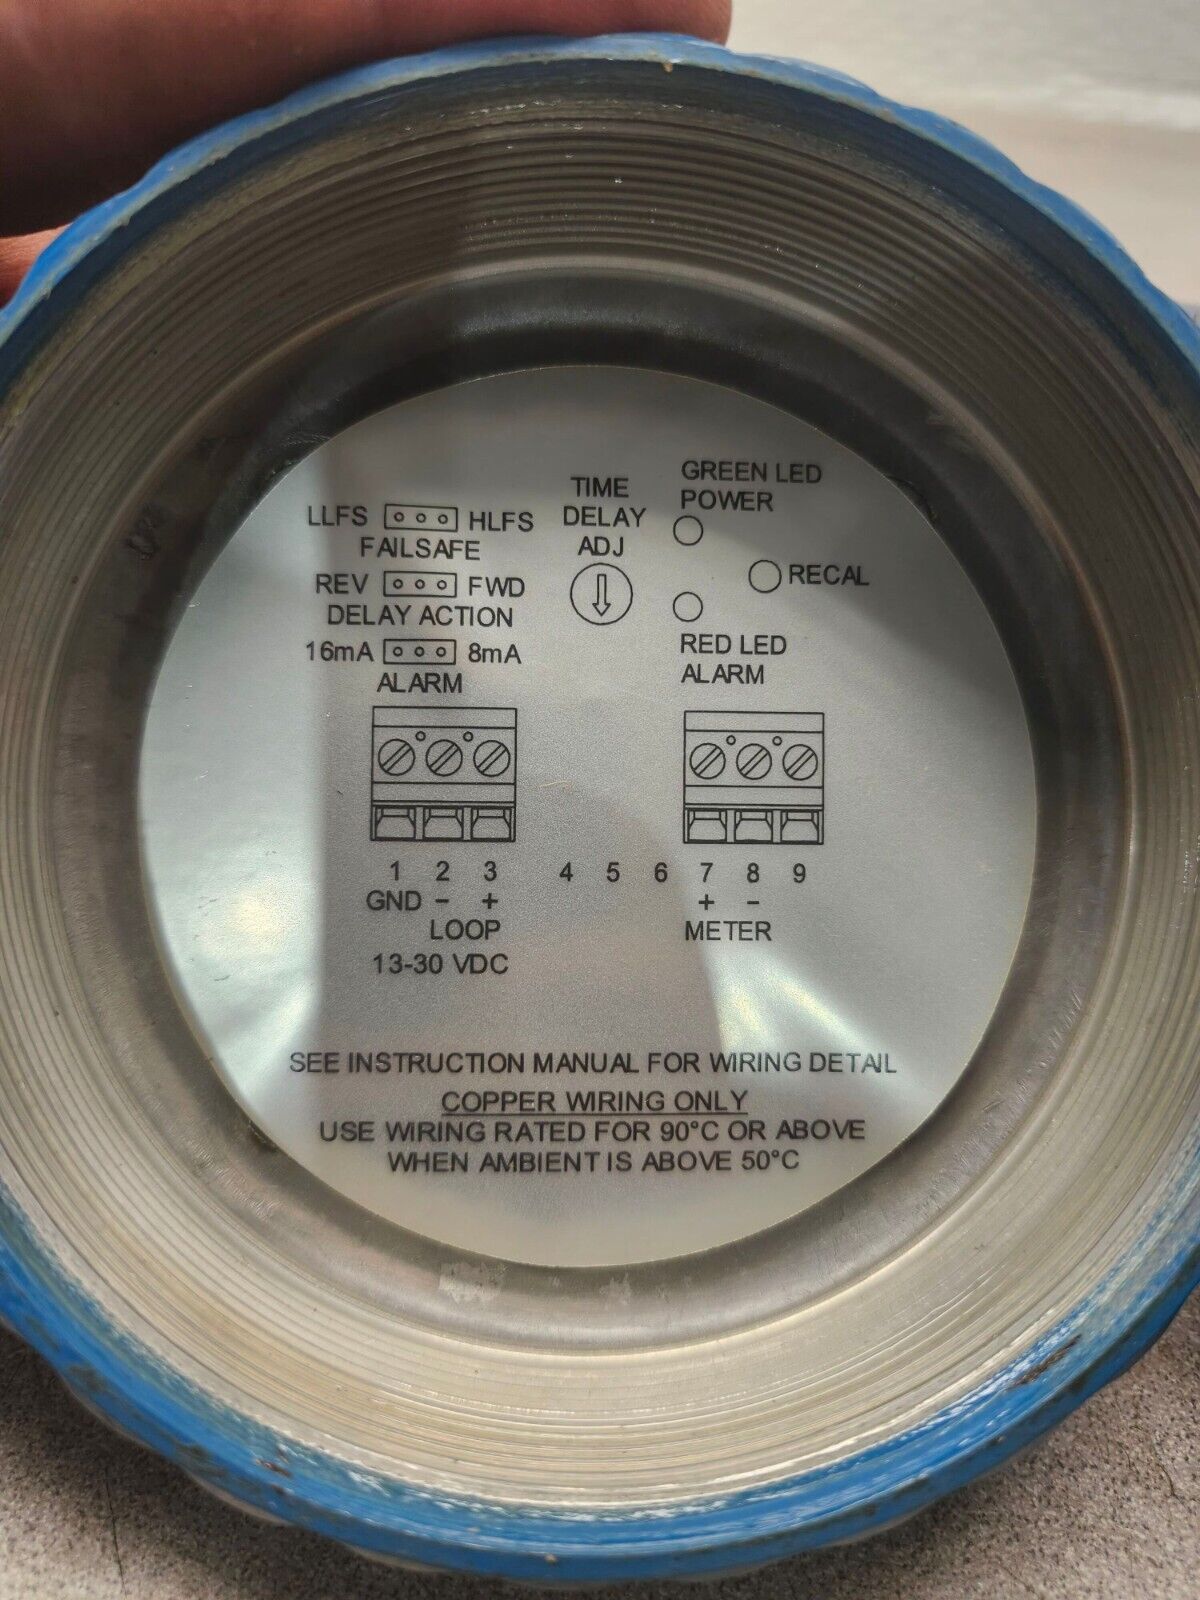 GREEN LED
POWER
TIME
DELAY
ADJ
LLFS HLFS
FAILSAFE
REV FWD
DELAY ACTION
RECAL
16mA 8mA
ALARM
RED LED
ALARM
1 2 3 4 5 6 7 8 9
GND - + + -
LOOP METER
13-30 VDC
SEE INSTRUCTION MANUAL FOR WIRING DETAIL
COPPER WIRING ONLY
USE WIRING RATED FOR 90°C OR ABOVE
WHEN AMBIENT IS ABOVE 50°C